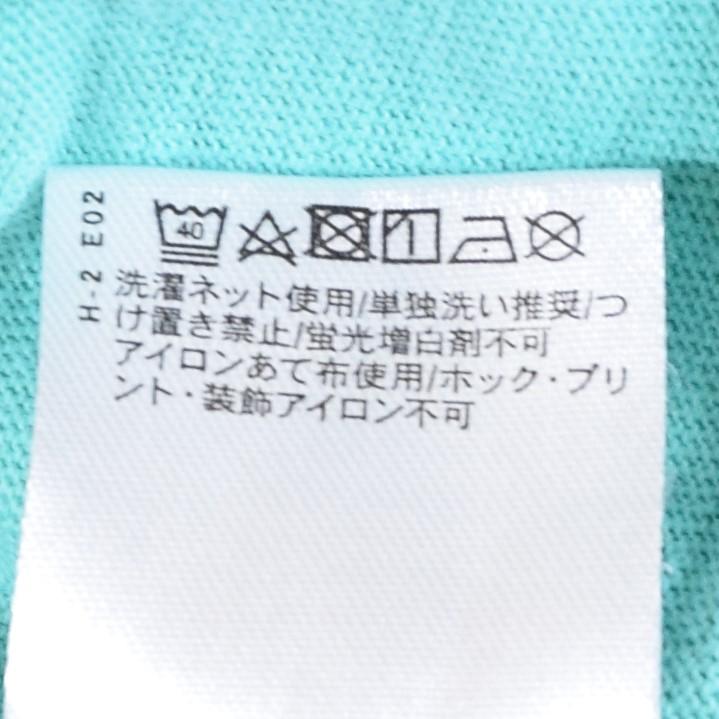 H-2 E02
40
洗濯ネット使用/単独洗い推奨/つ
け置き禁止/蛍光増白剤不可
アイロンあて布使用/ホック・プリ
ント・装飾アイロン不可